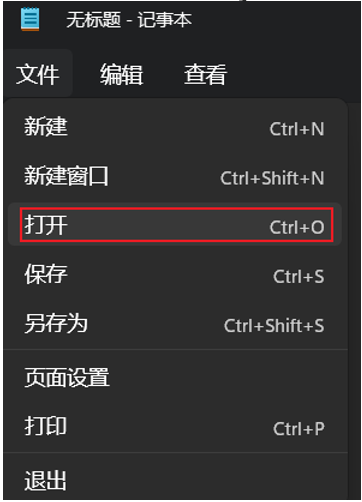 无标题 - 记事本
文件 编辑 查看
新建 Ctrl+N
新建窗口 Ctrl+Shift+N
打开 Ctrl+O
保存 Ctrl+S
另存为 Ctrl+Shift+S
页面设置
打印 Ctrl+P
退出